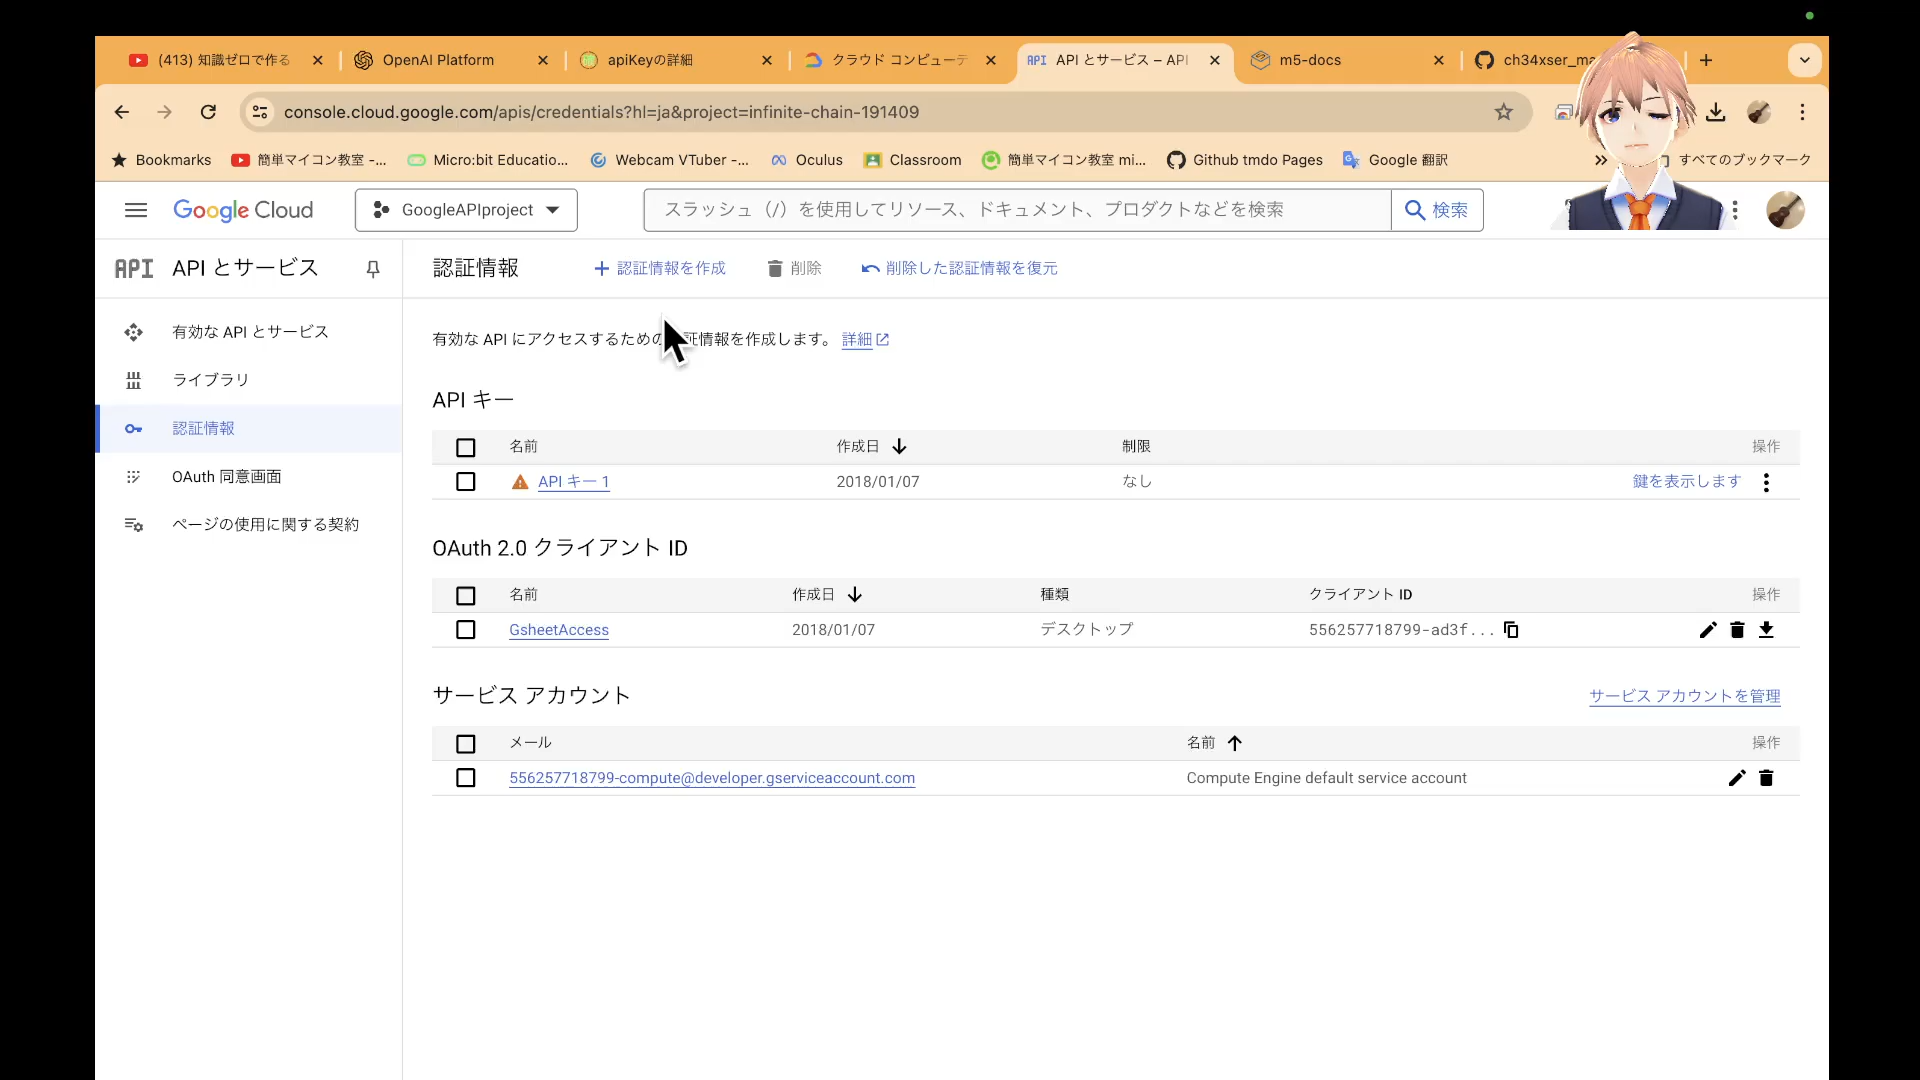 (413) 知識ゼロで作る
OpenAI Platform
apiKeyの詳細
クラウド コンピューテ
API API とサービス – API
m5-docs
ch34xser_ma
console.cloud.google.com/apis/credentials?hl=ja&project=infinite-chain-191409
Bookmarks
簡単マイコン教室 -...
Micro:bit Educatio...
Webcam VTuber -...
Oculus
Classroom
簡単マイコン教室 mi...
Github tmdo Pages
Google 翻訳
すべてのブックマーク
Google Cloud
GoogleAPIproject
スラッシュ（/）を使用してリソース、ドキュメント、プロダクトなどを検索
検索
API API とサービス
認証情報
認証情報を作成
削除
削除した認証情報を復元
有効な API とサービス
ライブラリ
認証情報
OAuth 同意画面
ページの使用に関する契約
有効な API にアクセスするための 証情報を作成します。 詳細
API キー
名前 作成日 制限 操作
API キー 1 2018/01/07 なし 鍵を表示します
OAuth 2.0 クライアント ID
名前 作成日 種類 クライアント ID 操作
GsheetAccess 2018/01/07 デスクトップ 556257718799-ad3f...
サービス アカウント サービス アカウントを管理
メール 名前 操作
556257718799-compute@developer.gserviceaccount.com Compute Engine default service account